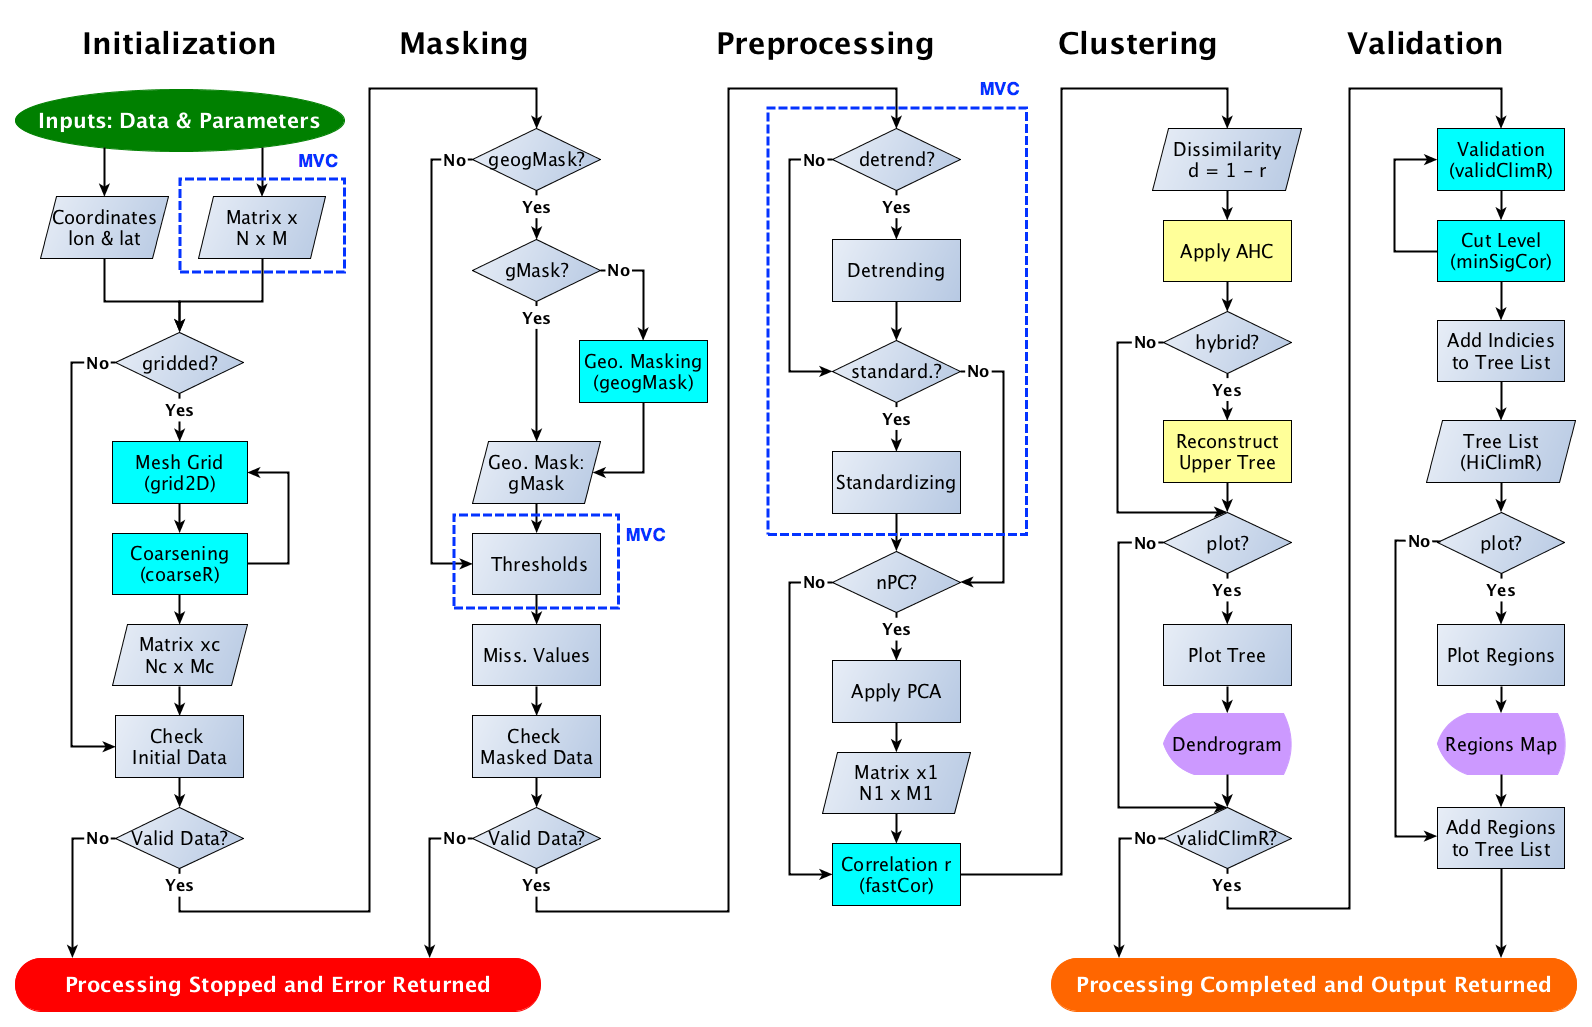 Initialization
Inputs: Data & Parameters
MVC
Coordinates
lon & lat
Matrix x
N x M
gridded?
No
Yes
Mesh Grid
(grid2D)
Coarsening
(coarseR)
Matrix xc
Nc x Mc
Check
Initial Data
Valid Data?
No
Yes
Masking
geogMask?
No
Yes
gMask?
No
Yes
Geo. Masking
(geogMask)
Geo. Mask:
gMask
MVC
Thresholds
Miss. Values
Check
Masked Data
Valid Data?
No
Yes
Processing Stopped and Error Returned
Preprocessing
MVC
detrend?
No
Yes
Detrending
standard.?
No
Yes
Standardizing
nPC?
No
Yes
Apply PCA
Matrix x1
N1 x M1
Correlation r
(fastCor)
Clustering
Dissimilarity
d = 1 – r
Apply AHC
hybrid?
No
Yes
Reconstruct
Upper Tree
plot?
No
Yes
Plot Tree
Dendrogram
validClimR?
No
Yes
Validation
Validation
(validClimR)
Cut Level
(minSigCor)
Add Indicies
to Tree List
Tree List
(HiClimR)
plot?
No
Yes
Plot Regions
Regions Map
Add Regions
to Tree List
Processing Completed and Output Returned